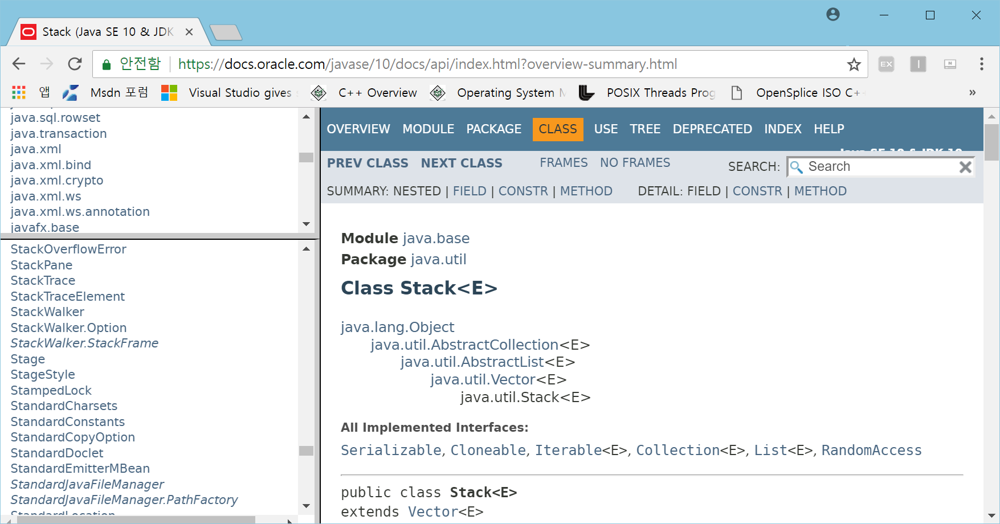 Stack (Java SE 10 & JDK
안전함 https://docs.oracle.com/javase/10/docs/api/index.html?overview-summary.html
EX I N
앱 Msdn 포럼 Visual Studio gives C++ Overview Operating System POSIX Threads Prog OpenSplice ISO C+ »
java.sql.rowset
java.transaction
java.xml
java.xml.bind
java.xml.crypto
java.xml.ws
java.xml.ws.annotation
javafx.base
StackOverflowError
StackPane
StackTrace
StackTraceElement
StackWalker
StackWalker.Option
StackWalker.StackFrame
Stage
StageStyle
StampedLock
StandardCharsets
StandardConstants
StandardCopyOption
StandardDoclet
StandardEmitterMBean
StandardJavaFileManager
StandardJavaFileManager.PathFactory
StandardLocation
OVERVIEW MODULE PACKAGE CLASS USE TREE DEPRECATED INDEX HELP
Java SE 10 & JDK 10
PREV CLASS NEXT CLASS FRAMES NO FRAMES SEARCH: Search
SUMMARY: NESTED | FIELD | CONSTR | METHOD DETAIL: FIELD | CONSTR | METHOD
Module java.base
Package java.util
Class Stack<E>
java.lang.Object
java.util.AbstractCollection<E>
java.util.AbstractList<E>
java.util.Vector<E>
java.util.Stack<E>
All Implemented Interfaces:
Serializable, Cloneable, Iterable<E>, Collection<E>, List<E>, RandomAccess
public class Stack<E>
extends Vector<E>